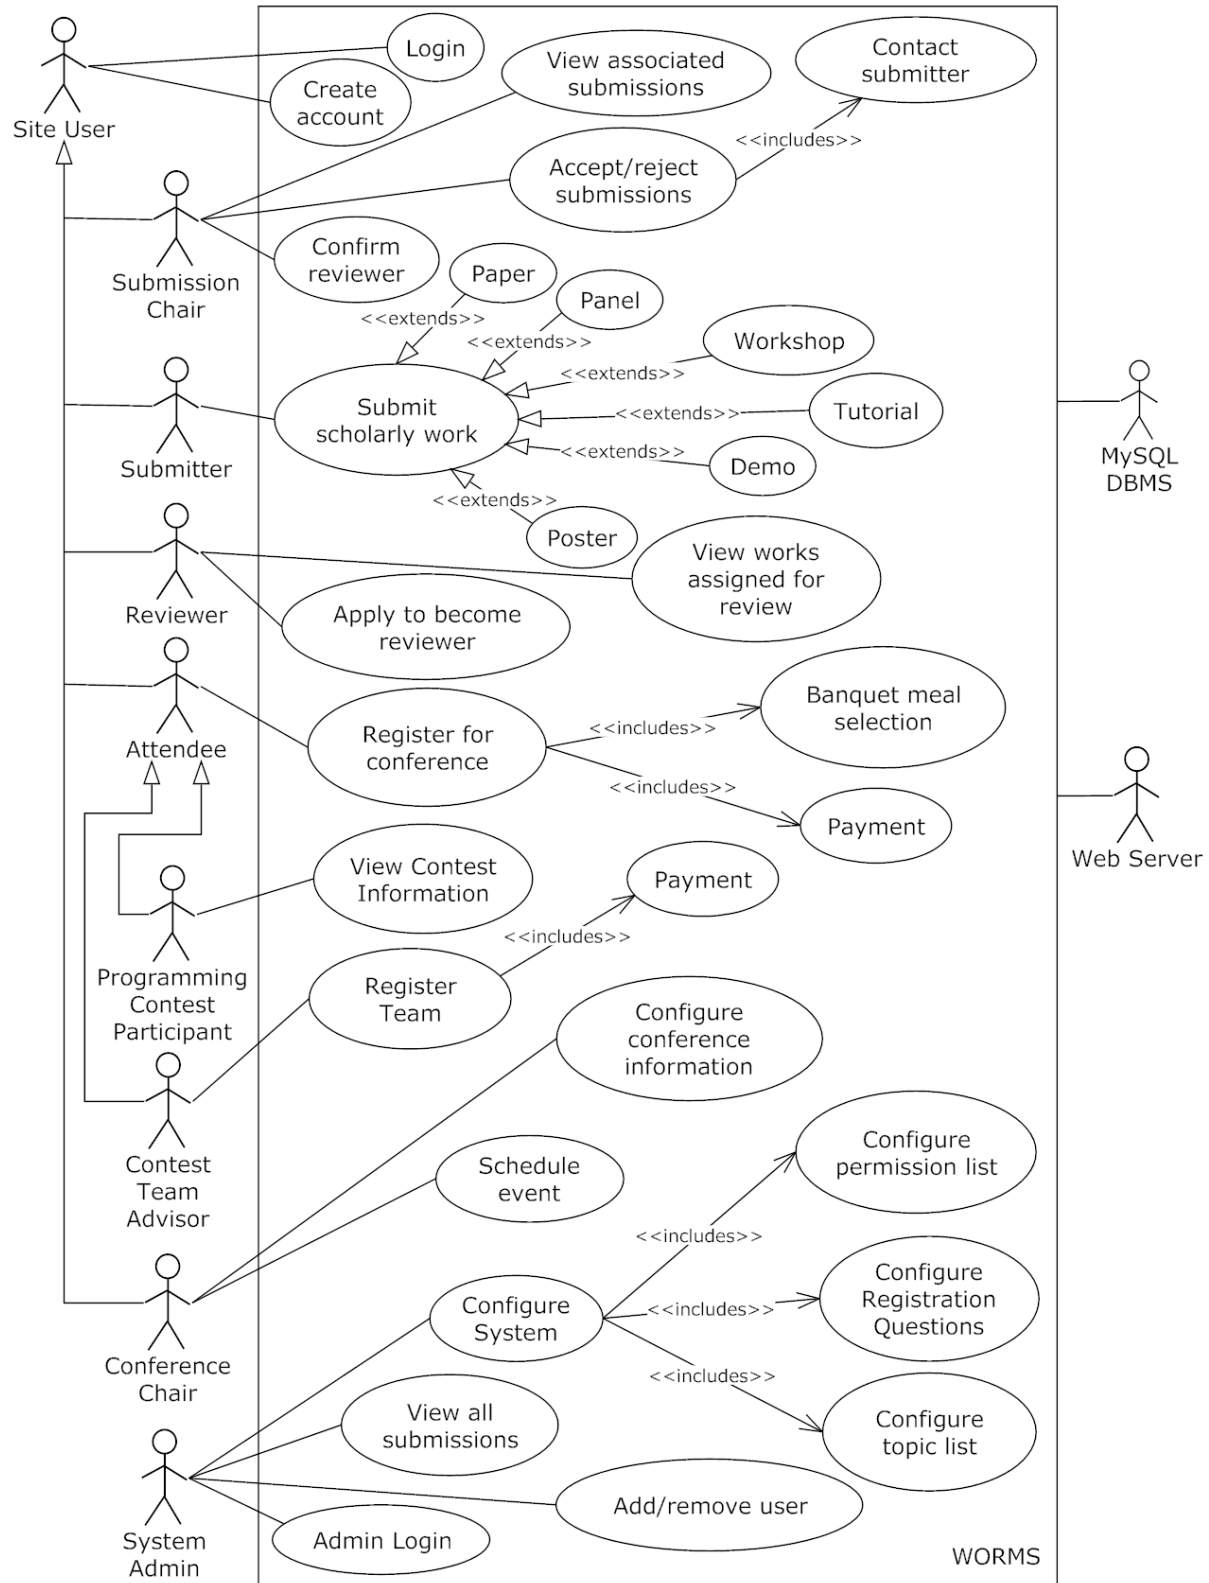 Login
View associated
submissions
Contact
submitter
Create
account
Site User
<<includes>>
Accept/reject
submissions
Submission
Chair
Confirm
reviewer
Paper
<<extends>>
Panel
<<extends>>
Workshop
<<extends>>
Submit
scholarly work
<<extends>>
Tutorial
Submitter
<<extends>>
Demo
<<extends>>
Poster
MySQL
DBMS
View works
assigned for
review
Reviewer
Apply to become
reviewer
Attendee
Register for
conference
<<includes>>
Banquet meal
selection
<<includes>>
Payment
Web Server
View Contest
Information
Payment
<<includes>>
Programming
Contest
Participant
Register
Team
Configure
conference
information
Contest
Team
Advisor
Schedule
event
Configure
permission list
<<includes>>
Conference
Chair
Configure
System
<<includes>>
Configure
Registration
Questions
<<includes>>
Configure
topic list
View all
submissions
Add/remove user
System
Admin
Admin Login
WORMS